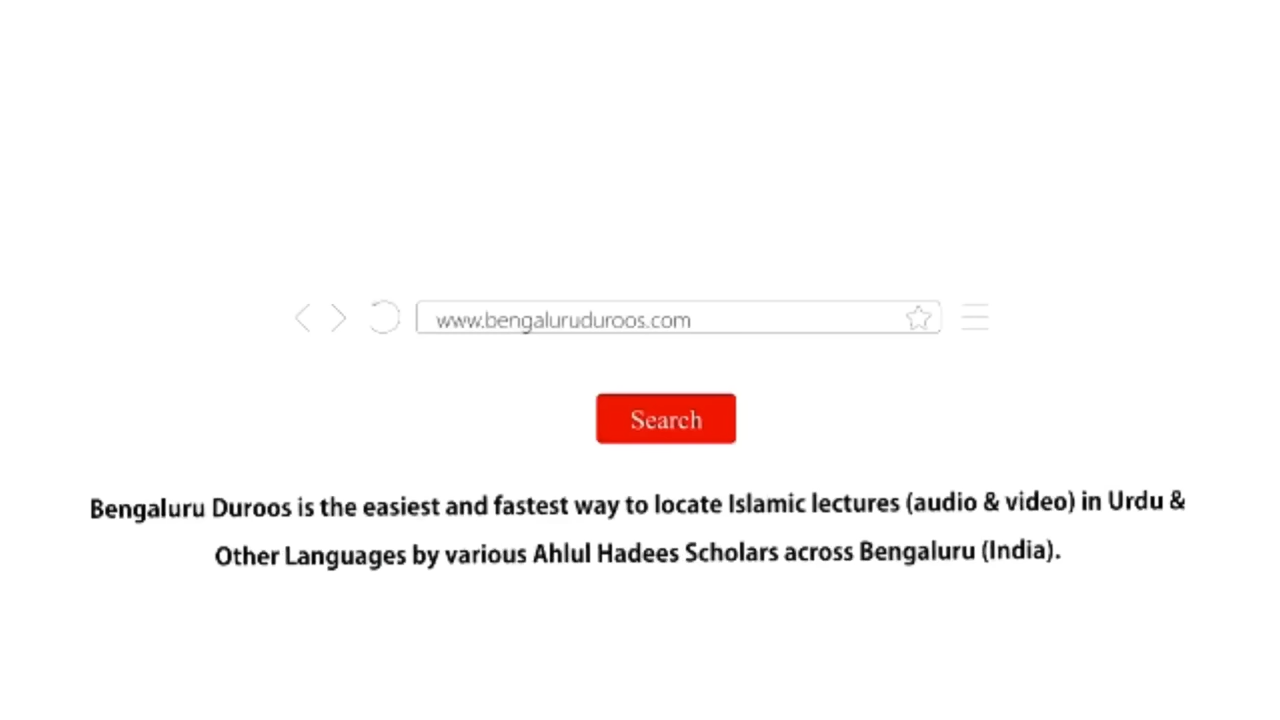 www.bengaluruduroos.com
Search
Bengaluru Duroos is the easiest and fastest way to locate Islamic lectures (audio & video) in Urdu &
Other Languages by various Ahlul Hadees Scholars across Bengaluru (India).